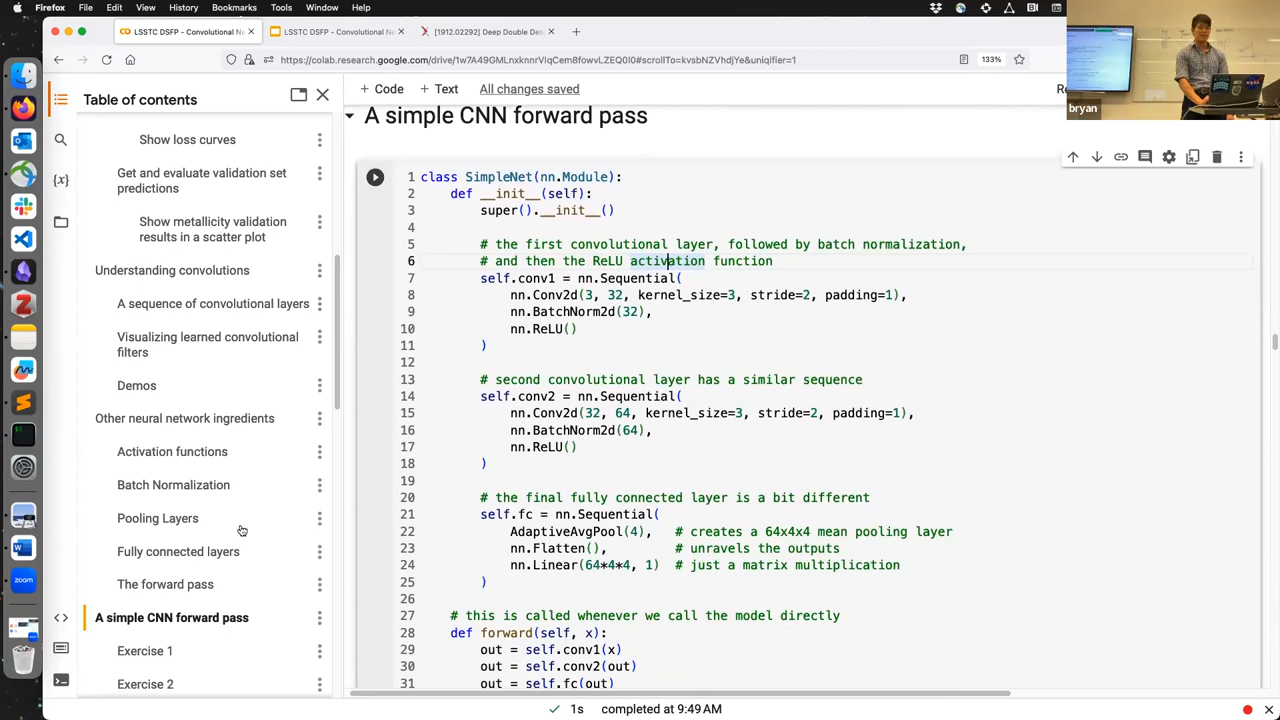 Firefox File Edit View History Bookmarks Tools Window Help
LSSTC DSFP - Convolutional Ne
LSSTC DSFP - Convolutional Ne
[1912.02292] Deep Double Des
133%
Table of contents
+ Code + Text All changes saved
Show loss curves
Get and evaluate validation set
predictions
Show metallicity validation
results in a scatter plot
Understanding convolutions
A sequence of convolutional layers
Visualizing learned convolutional
filters
Demos
Other neural network ingredients
Activation functions
Batch Normalization
Pooling Layers
Fully connected layers
The forward pass
A simple CNN forward pass
Exercise 1
Exercise 2
A simple CNN forward pass
1 class SimpleNet(nn.Module):
2 def __init__(self):
3 super().__init__()
4
5 # the first convolutional layer, followed by batch normalization,
6 # and then the ReLU activation function
7 self.conv1 = nn.Sequential(
8 nn.Conv2d(3, 32, kernel_size=3, stride=2, padding=1),
9 nn.BatchNorm2d(32),
10 nn.ReLU()
11 )
12
13 # second convolutional layer has a similar sequence
14 self.conv2 = nn.Sequential(
15 nn.Conv2d(32, 64, kernel_size=3, stride=2, padding=1),
16 nn.BatchNorm2d(64),
17 nn.ReLU()
18 )
19
20 # the final fully connected layer is a bit different
21 self.fc = nn.Sequential(
22 AdaptiveAvgPool(4), # creates a 64x4x4 mean pooling layer
23 nn.Flatten(), # unravels the outputs
24 nn.Linear(64*4*4, 1) # just a matrix multiplication
25 )
26
27 # this is called whenever we call the model directly
28 def forward(self, x):
29 out = self.conv1(x)
30 out = self.conv2(out)
31 out = self.fc(out)
1s completed at 9:49 AM
bryan
zoom